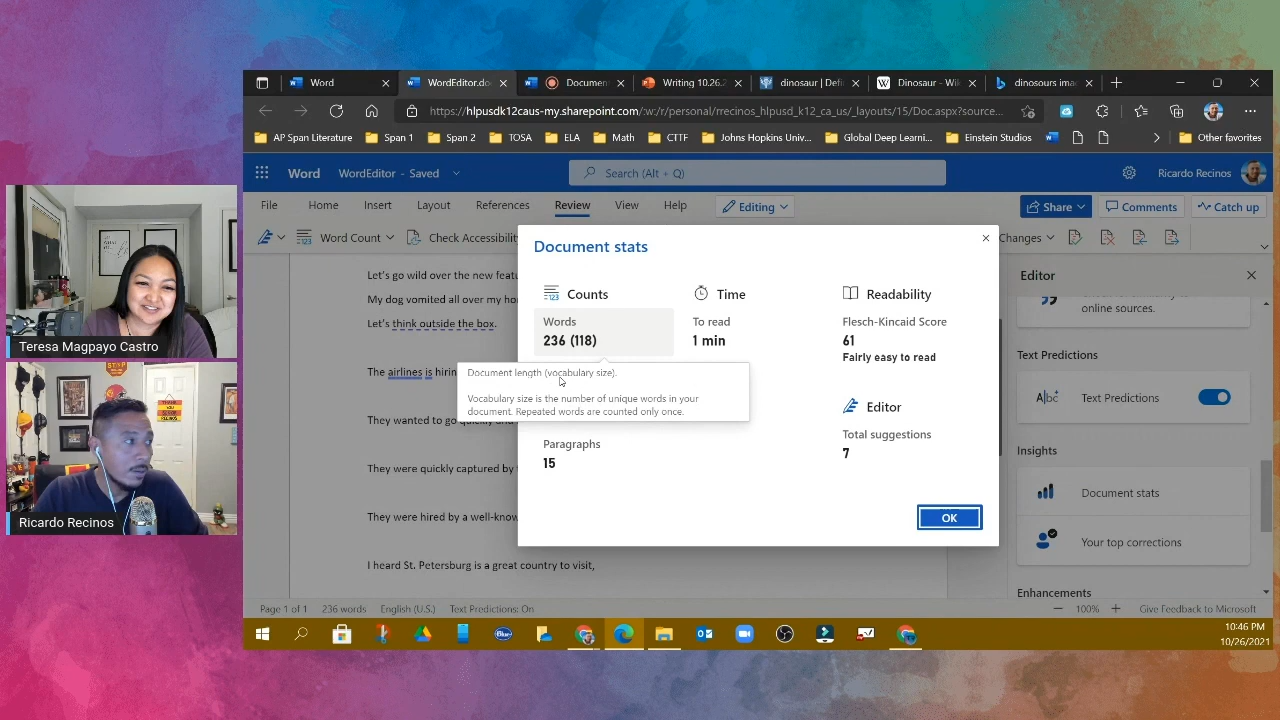 Word
WordEditor.do
Document
Writing 10.26.2
dinosaur | Defi
Dinosaur - Wiki
dinosours ima
https://hlpusdk12caus-my.sharepoint.com/:w:/r/personal/rrecinos_hlpusd_k12_ca_us/_layouts/15/Doc.aspx?source...
AP Span Literature
Span 1
Span 2
TOSA
ELA
Math
CTTF
Johns Hopkins Univ...
Global Deep Learni...
Einstein Studios
Other favorites
Word
WordEditor - Saved
Search (Alt + Q)
Ricardo Recinos
File
Home
Insert
Layout
References
Review
View
Help
Editing
Share
Comments
Catch up
Word Count
Check Accessibility
Changes
Let's go wild over the new featu
My dog vomited all over my ho
Let's think outside the box.
The airlines is hirin
They wanted to go quickly and
They were quickly captured by t
They were hired by a well-know
I heard St. Petersburg is a great country to visit,
Document stats
Counts
Words
236 (118)
Document length (vocabulary size).
Vocabulary size is the number of unique words in your
document. Repeated words are counted only once.
Paragraphs
15
Time
To read
1 min
Readability
Flesch-Kincaid Score
61
Fairly easy to read
Editor
Total suggestions
7
OK
Editor
online sources.
Text Predictions
Text Predictions
Insights
Document stats
Your top corrections
Enhancements
Page 1 of 1
236 words
English (U.S.)
Text Predictions: On
100%
Give Feedback to Microsoft
10:46 PM
10/26/2021
Teresa Magpayo Castro
Ricardo Recinos